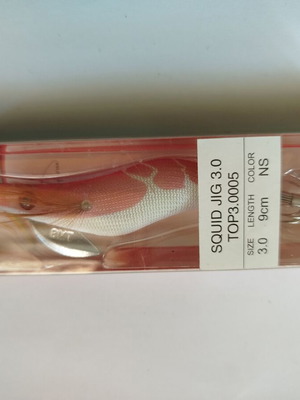 SQUID JIG 3.0
TOP3.0005
SIZE LENGTH COLOR
3.0 9cm NS